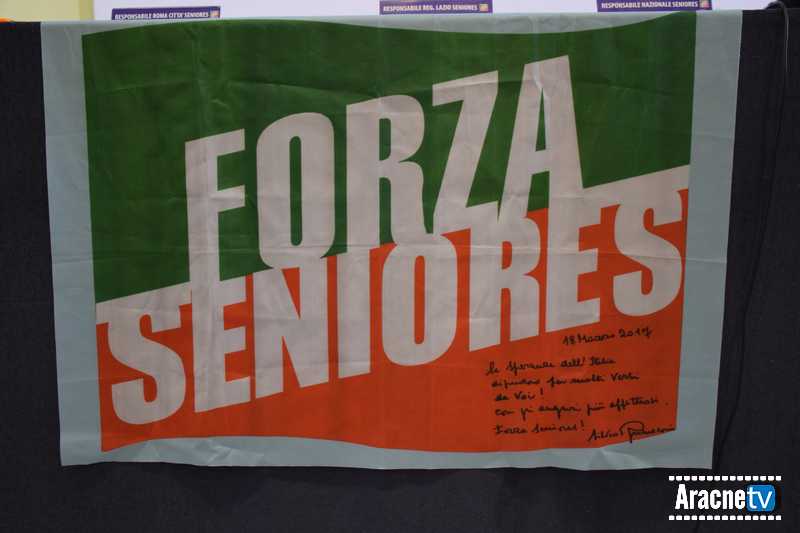 RESPONSABILE ROMA CITTA' SENIORES
RESPONSABILE REG. LAZIO SENIORES
RESPONSABILE NAZIONALE SENIORES
FORZA
SENIORES
18 Marzo 2017
le speranze dell'Italia
dipendono per molti versi
da Voi!
con gli auguri più affettuosi.
Forza Seniores!
Aracnetv